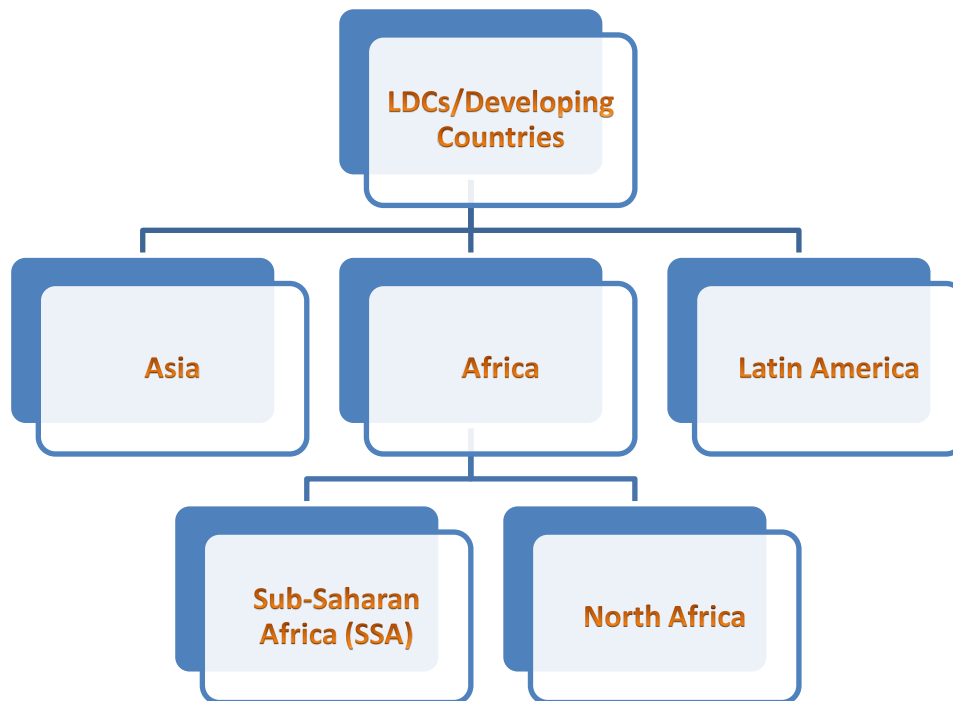 LDCs/Developing
Countries
Asia
Africa
Latin America
Sub-Saharan
Africa (SSA)
North Africa